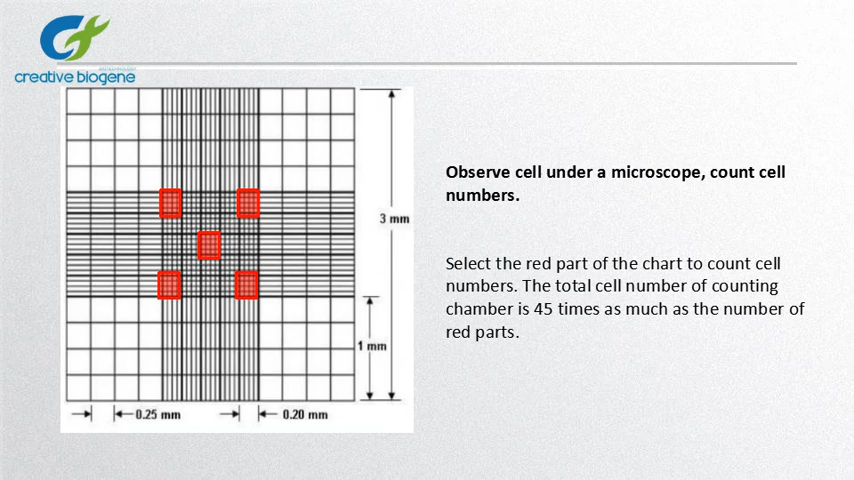 creative biogene
Observe cell under a microscope, count cell
numbers.
3 mm
Select the red part of the chart to count cell
numbers. The total cell number of counting
chamber is 45 times as much as the number of
red parts.
1 mm
0.25 mm
0.20 mm